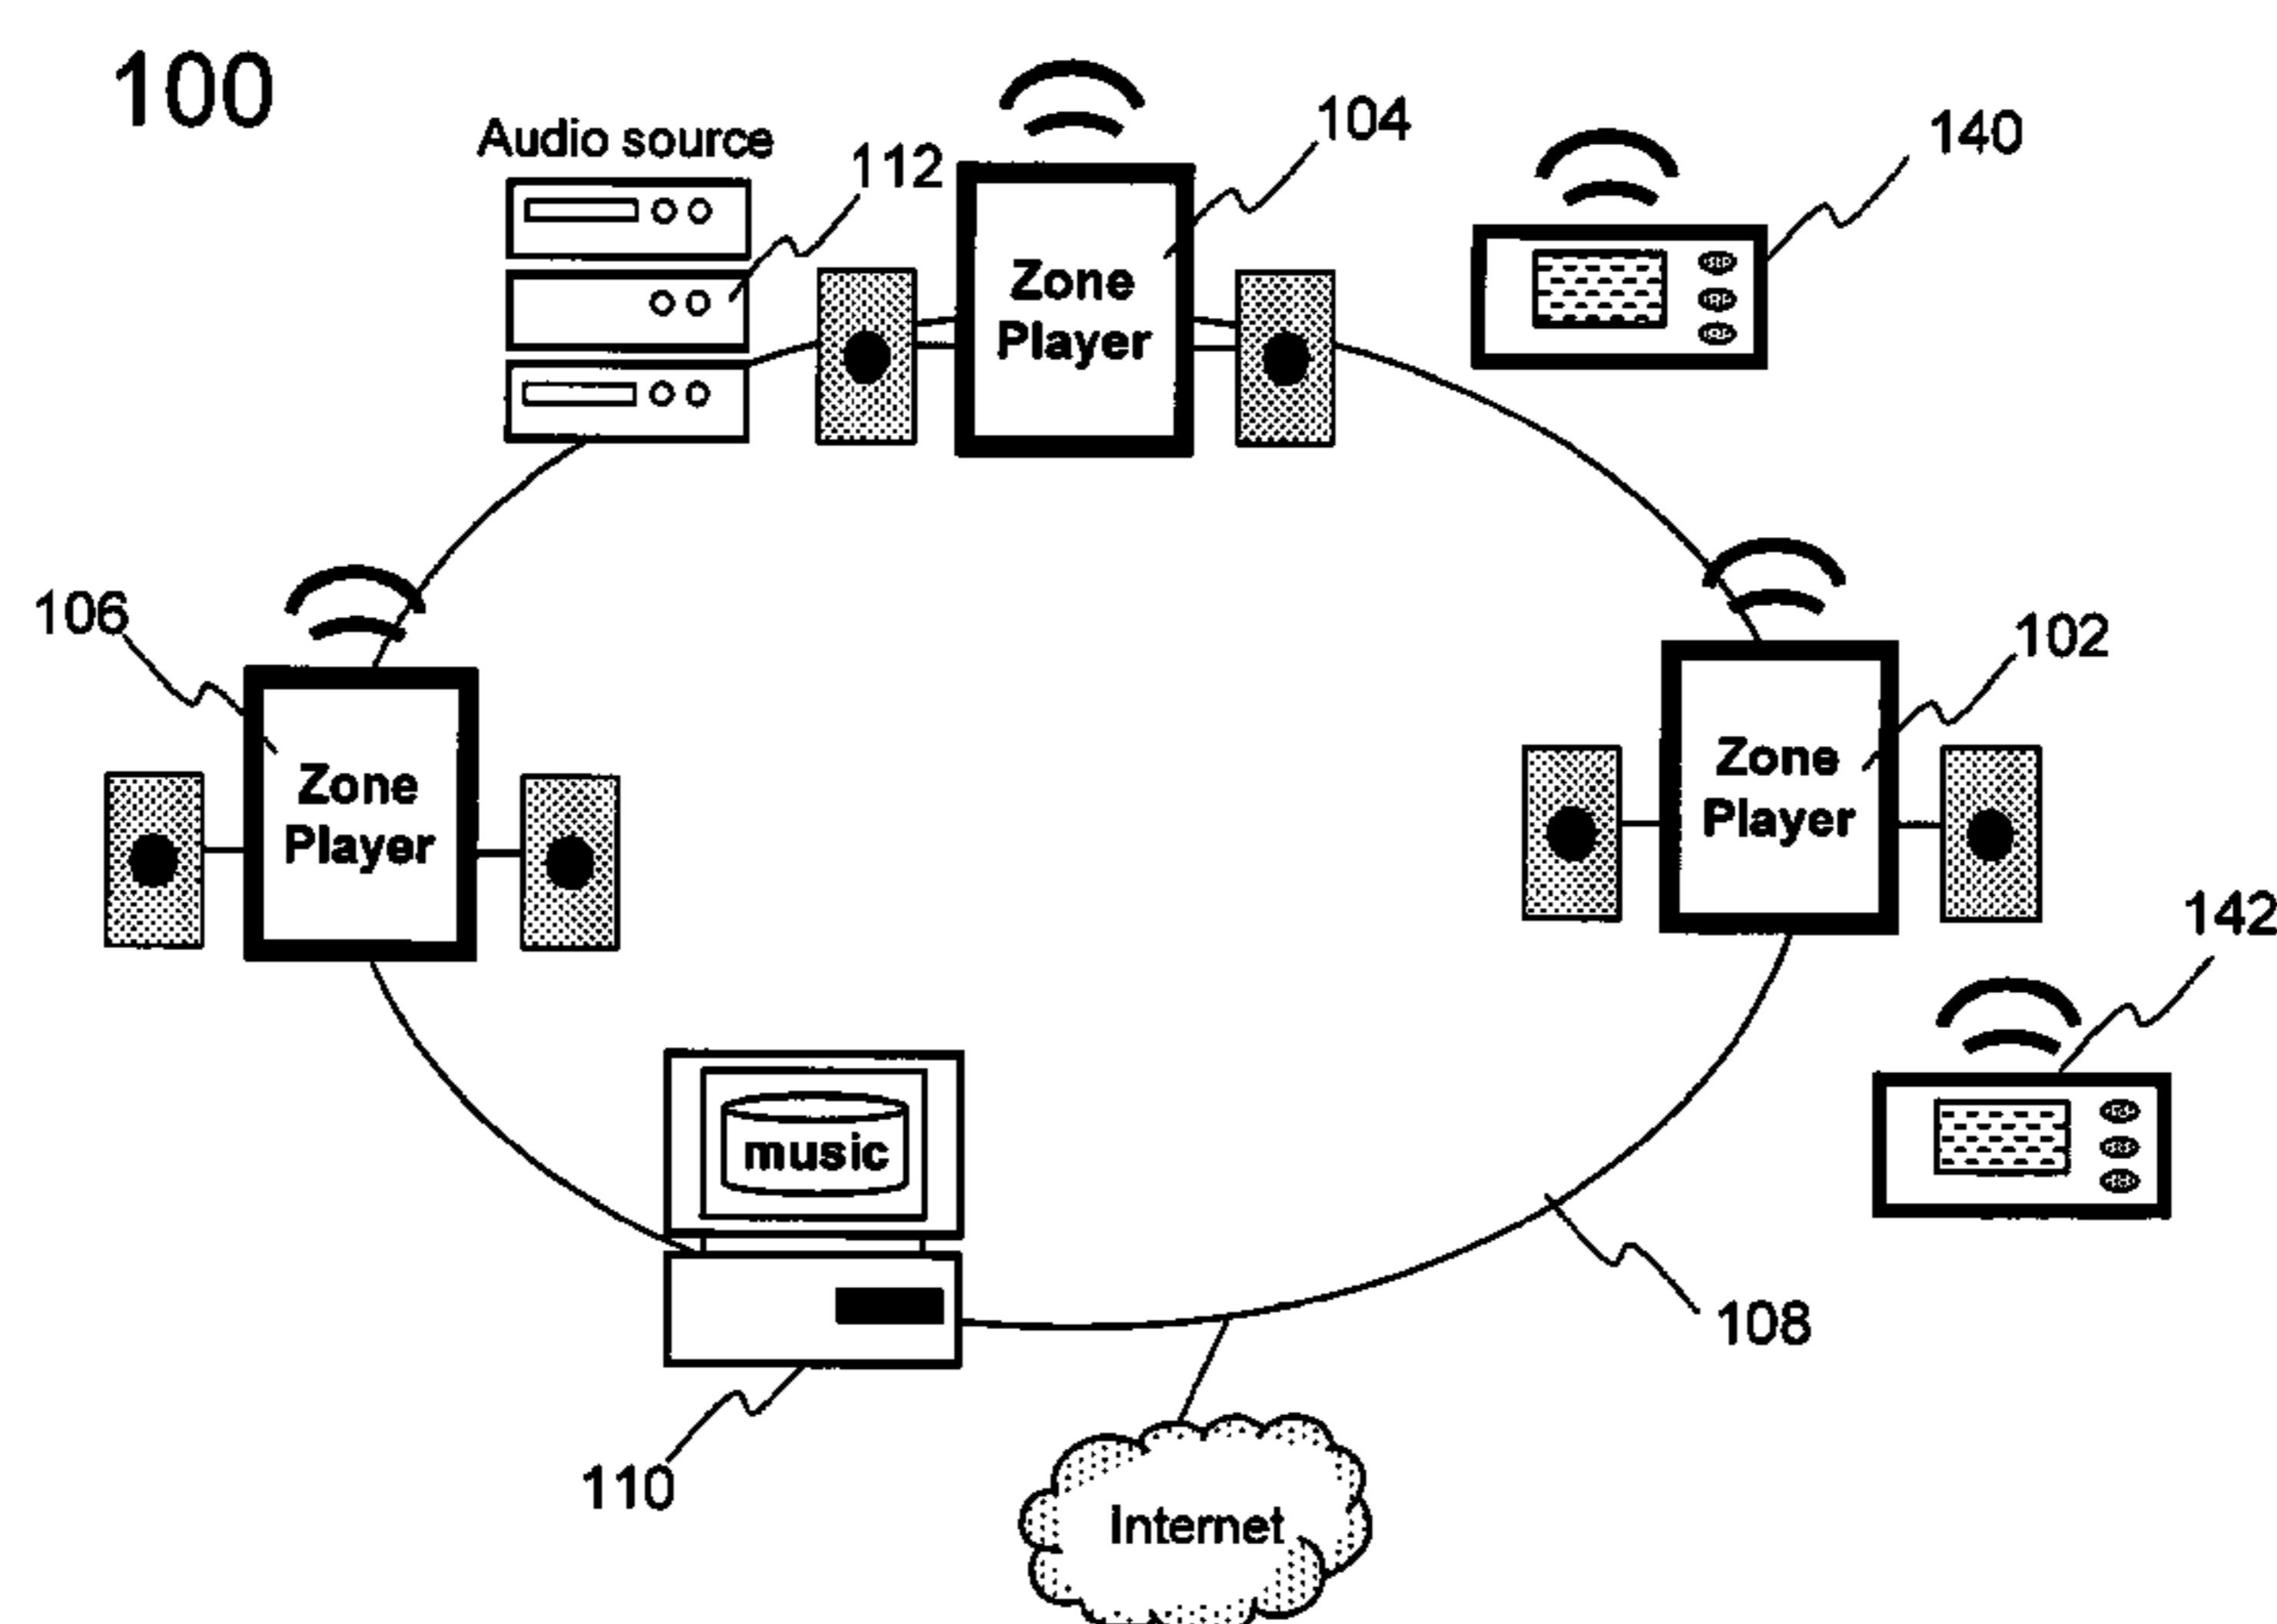 100
Audio source
112
104
140
Zone
Player
106
102
Zone
Player
Zone
Player
142
music
108
110
Internet